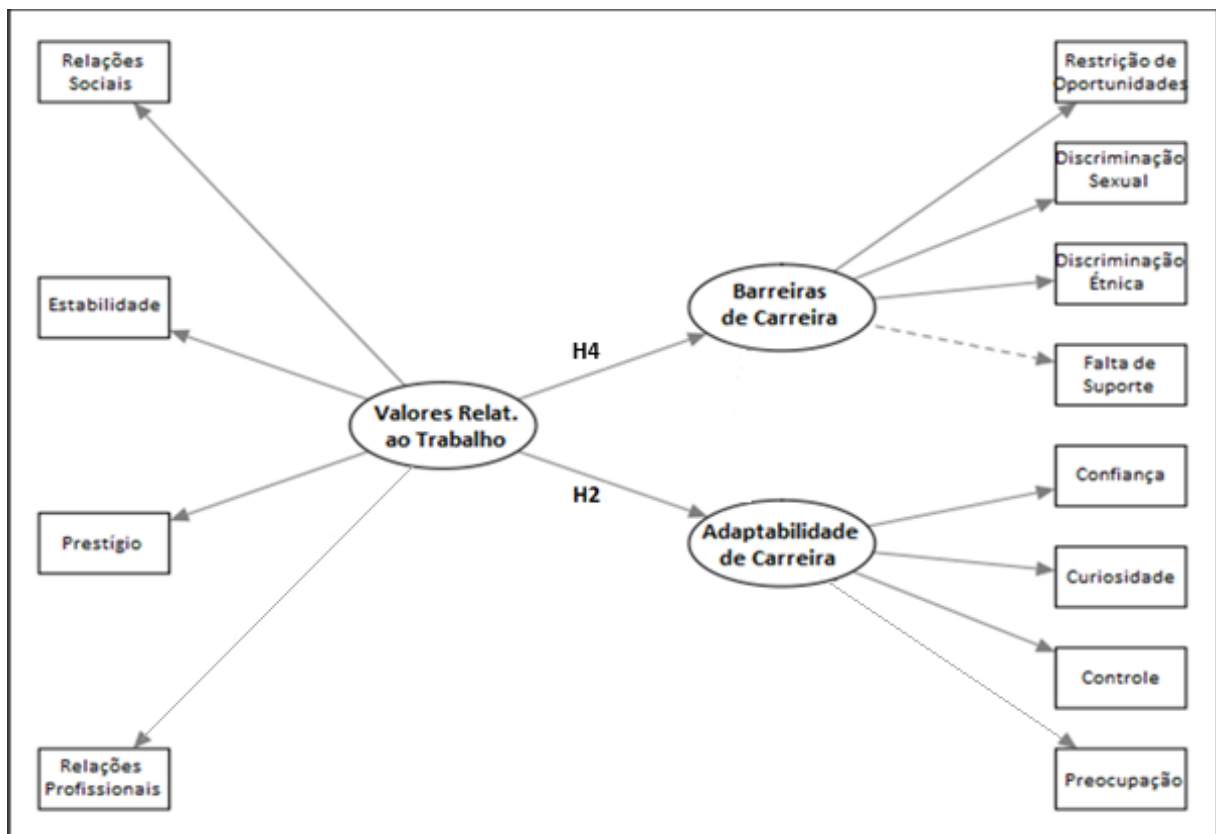 Relações
Sociais
Estabilidade
Prestígio
Relações
Profissionais
Valores Relat.
ao Trabalho
H4
H2
Barreiras
de Carreira
Adaptabilidade
de Carreira
Restrição de
Oportunidades
Discriminação
Sexual
Discriminação
Étnica
Falta de
Suporte
Confiança
Curiosidade
Controle
Preocupação